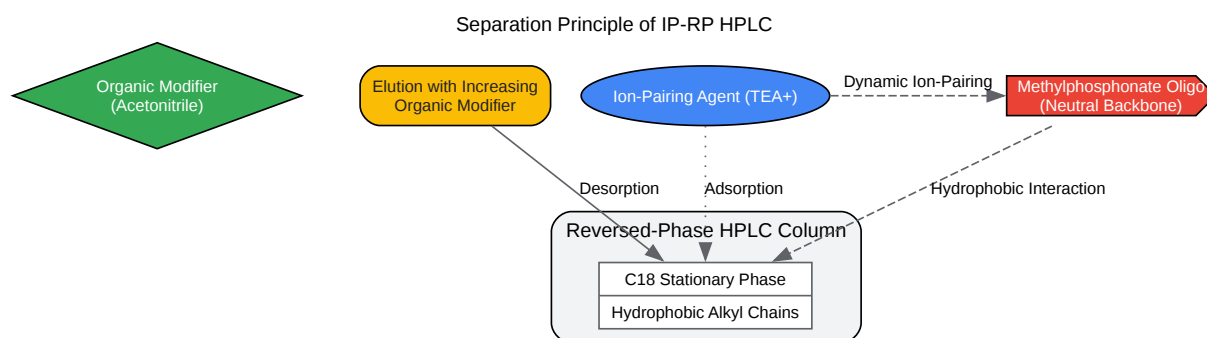 Separation Principle of IP-RP HPLC
Organic Modifier
(Acetonitrile)
Elution with Increasing
Organic Modifier
Ion-Pairing Agent (TEA+)
Dynamic Ion-Pairing
Methylphosphonate Oligo
(Neutral Backbone)
Desorption
Adsorption
Hydrophobic Interaction
Reversed-Phase HPLC Column
C18 Stationary Phase
Hydrophobic Alkyl Chains